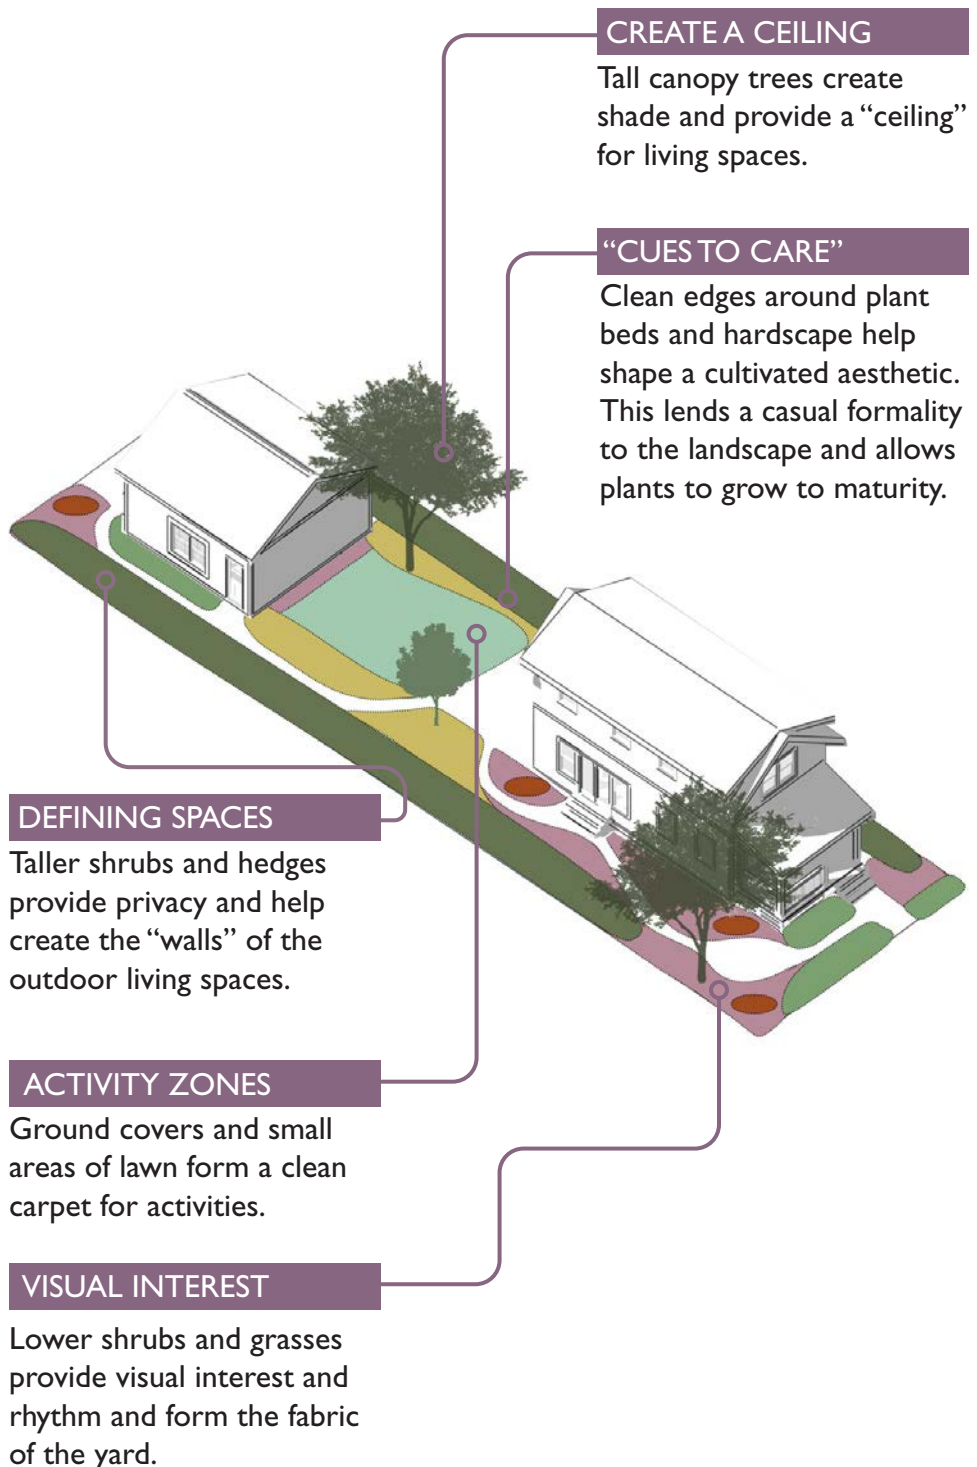 CREATE A CEILING
Tall canopy trees create
shade and provide a “ceiling”
for living spaces.
“CUES TO CARE”
Clean edges around plant
beds and hardscape help
shape a cultivated aesthetic.
This lends a casual formality
to the landscape and allows
plants to grow to maturity.
DEFINING SPACES
Taller shrubs and hedges
provide privacy and help
create the “walls” of the
outdoor living spaces.
ACTIVITY ZONES
Ground covers and small
areas of lawn form a clean
carpet for activities.
VISUAL INTEREST
Lower shrubs and grasses
provide visual interest and
rhythm and form the fabric
of the yard.